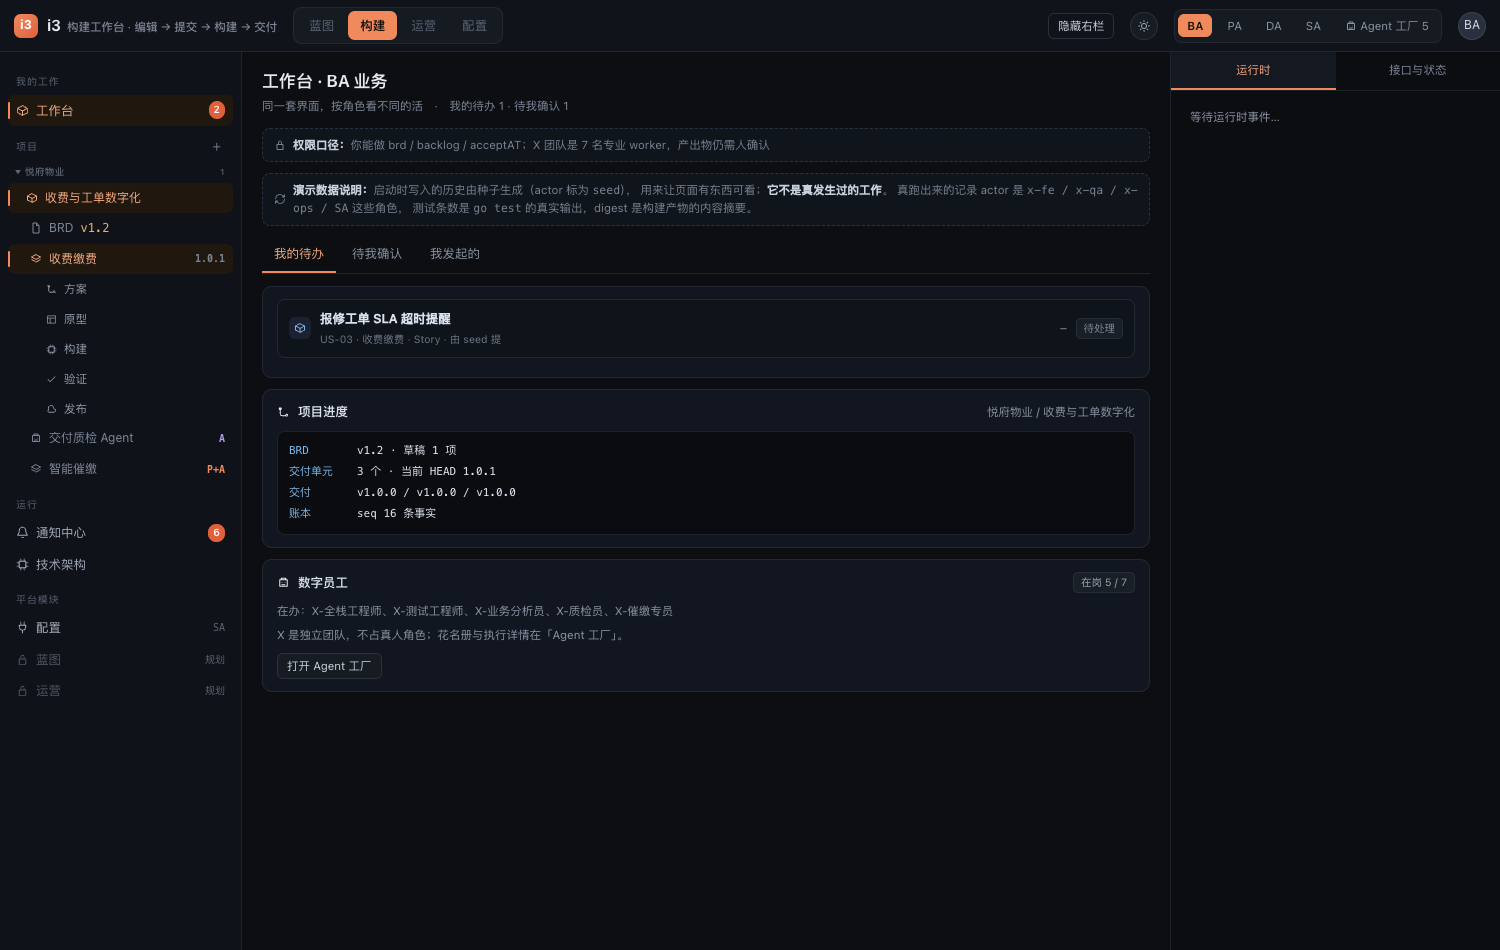 i3 i3 构建工作台 · 编辑 → 提交 → 构建 → 交付 蓝图 构建 运营 配置 隐藏右栏 BA PA DA SA Agent 工厂 5 BA
我的工作
工作台 2
项目 +
悦府物业 1
收费与工单数字化
BRD v1.2
收费缴费 1.0.1
方案
原型
构建
验证
发布
交付质检 Agent A
智能催缴 P+A
运行
通知中心 6
技术架构
平台模块
配置 SA
蓝图 规划
运营 规划
工作台 · BA 业务
同一套界面，按角色看不同的活 · 我的待办 1 · 待我确认 1
权限口径：你能做 brd / backlog / acceptAT；X 团队是 7 名专业 worker，产出物仍需人确认
演示数据说明：启动时写入的历史由种子生成（actor 标为 seed），用来让页面有东西可看；它不是真发生过的工作。 真跑出来的记录 actor 是 x-fe / x-qa / x-
ops / SA 这些角色， 测试条数是 go test 的真实输出，digest 是构建产物的内容摘要。
我的待办 待我确认 我发起的
报修工单 SLA 超时提醒
US-03 · 收费缴费 · Story · 由 seed 提
— 待处理
项目进度 悦府物业 / 收费与工单数字化
BRD v1.2 · 草稿 1 项
交付单元 3 个 · 当前 HEAD 1.0.1
交付 v1.0.0 / v1.0.0 / v1.0.0
账本 seq 16 条事实
数字员工 在岗 5 / 7
在办：X-全栈工程师、X-测试工程师、X-业务分析员、X-质检员、X-催缴专员
X 是独立团队，不占真人角色；花名册与执行详情在「Agent 工厂」。
打开 Agent 工厂
运行时 接口与状态
等待运行时事件…